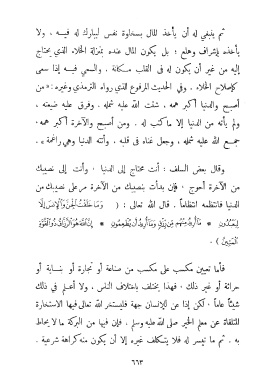 ثم ينبغي له أن يأخذ المال بسخاوة نفس ليبارك له فيه ، ولا
يأخذه بإشراف وهلع ؛ بل يكون المال عنده بمنزلة الخلاء الذي يحتاج
إليه من غير أن يكون له في القلب مكانة . والسعي فيه إذا سعى
كإصلاح الخلاء . وفي الحديث المرفوع الذي رواه الترمذي وغيره : « من
أصبح والدنيا أكبر همه ، شتت الله عليه شمله . وفرق عليه ضيعته ،
ولم يأته من الدنيا إلا ما كتب له . ومن أصبح والآخرة أكبر همه .
جمع الله عليه شمله ، وجعل غناه في قلبه . وأتته الدنيا وهي راغمة » .
وقال بعض السلف : أنت محتاج إلى الدنيا . وأنت إلى نصيبك
من الآخرة أحوج . فإن بدأت بنصيبك من الآخرة مر على نصيبك من
الدنيا فانتظمه انتظاماً . قال الله تعالى : ( وَمَا خَلَقْتُ الْجِنَّ وَالْإِنسَ إِلَّا
لِيَعْبُدُونِ * مَا أُرِيدُ مِنْهُم مِّن رِّزْقٍ وَمَا أُرِيدُ أَن يُطْعِمُونِ * إِنَّ اللَّهَ هُوَ الرَّزَّاقُ ذُو الْقُوَّةِ
الْمَتِينُ ) .
فأما تعيين مكسب على مكسب من صناعة أو تجارة أو بناية أو
حراثة أو غير ذلك ، فهذا يختلف باختلاف الناس ، ولا أعلم في ذلك
شيئاً عاماً . لكن إذا عن للإنسان جهة فليستخر الله تعالى فيها الاستخارة
المتلقاة عن معلم الخير صلى الله عليه وسلم . فإن فيها من البركة ما لا يحاط
به . ثم ما تيسر له فلا يتكلف غيره إلا أن يكون منه كراهة شرعية .
٦٦٣